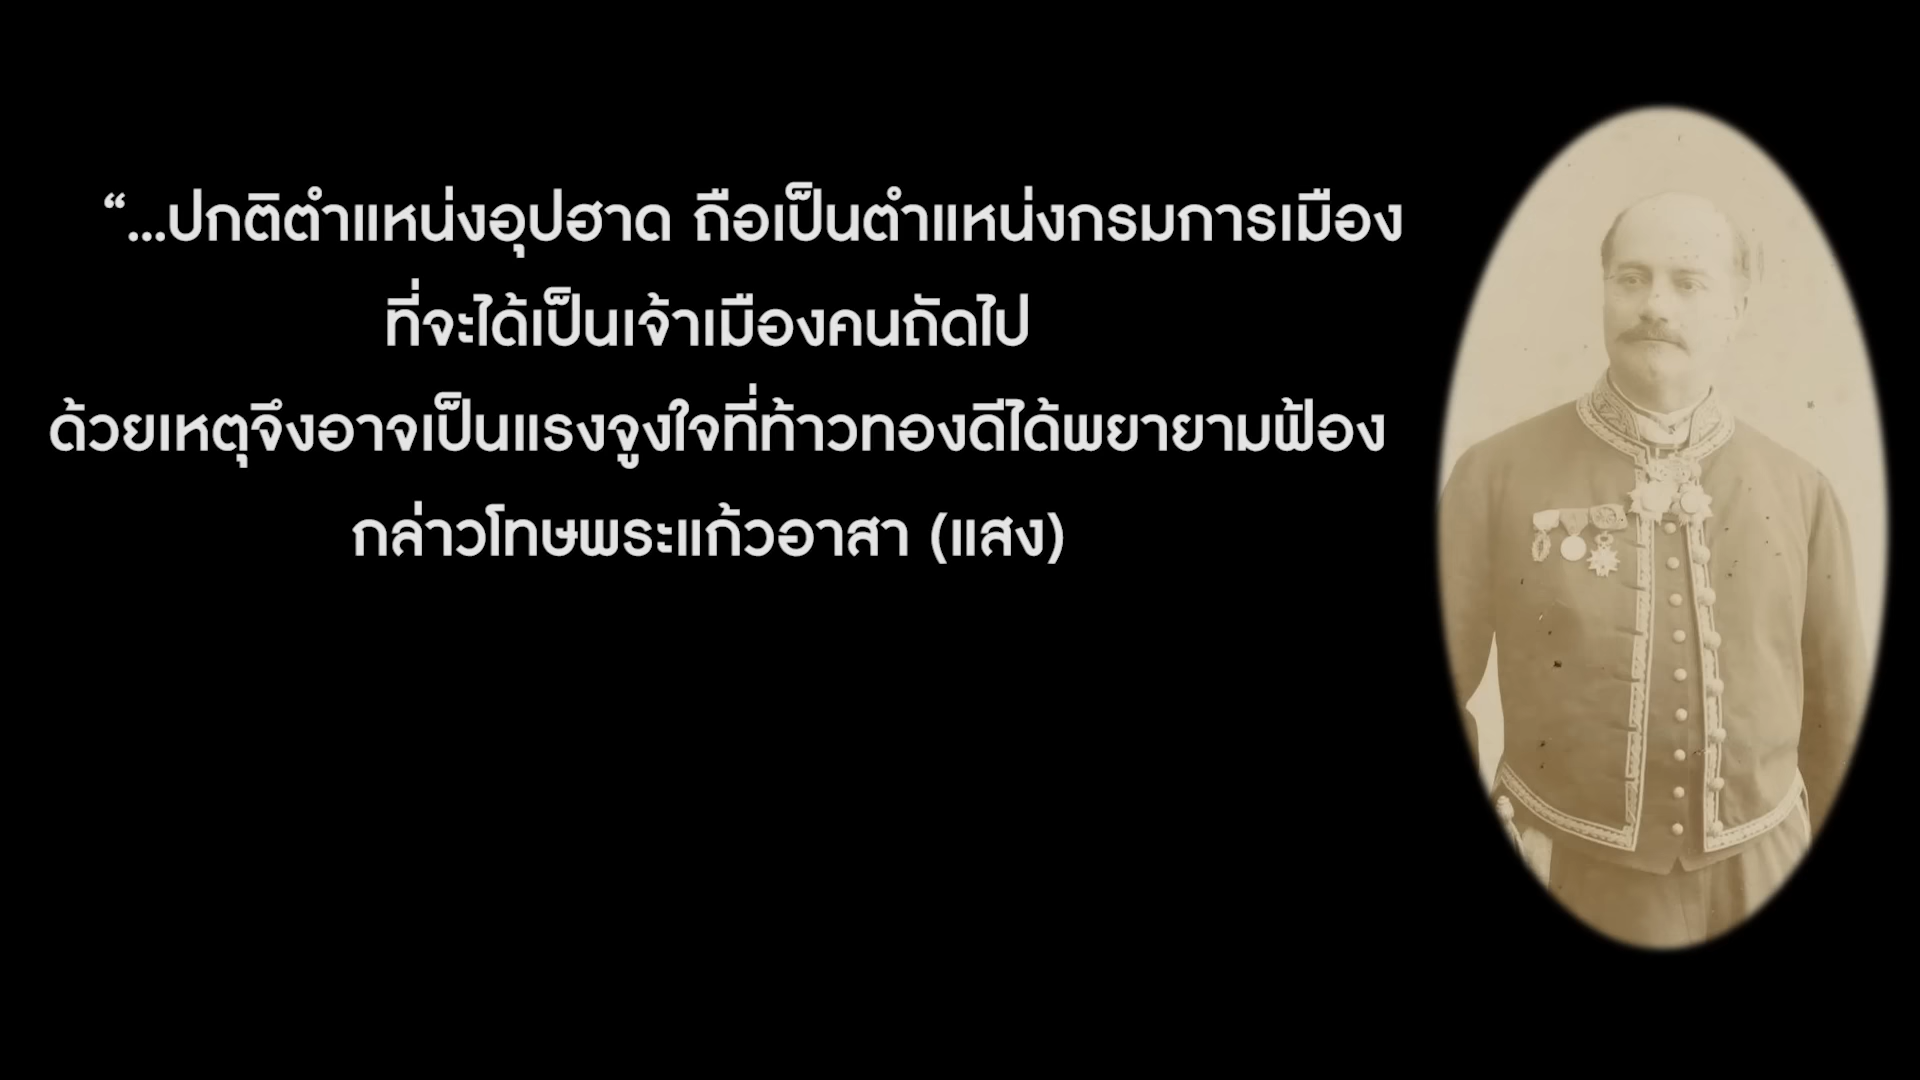 “...ปกติตำแหน่งอุปฮาด ถือเป็นตำแหน่งกรมการเมือง
ที่จะได้เป็นเจ้าเมืองคนถัดไป
ด้วยเหตุจึงอาจเป็นแรงจูงใจที่ท้าวทองดีได้พยายามฟ้อง
กล่าวโทษพระแก้วอาสา (แสง)